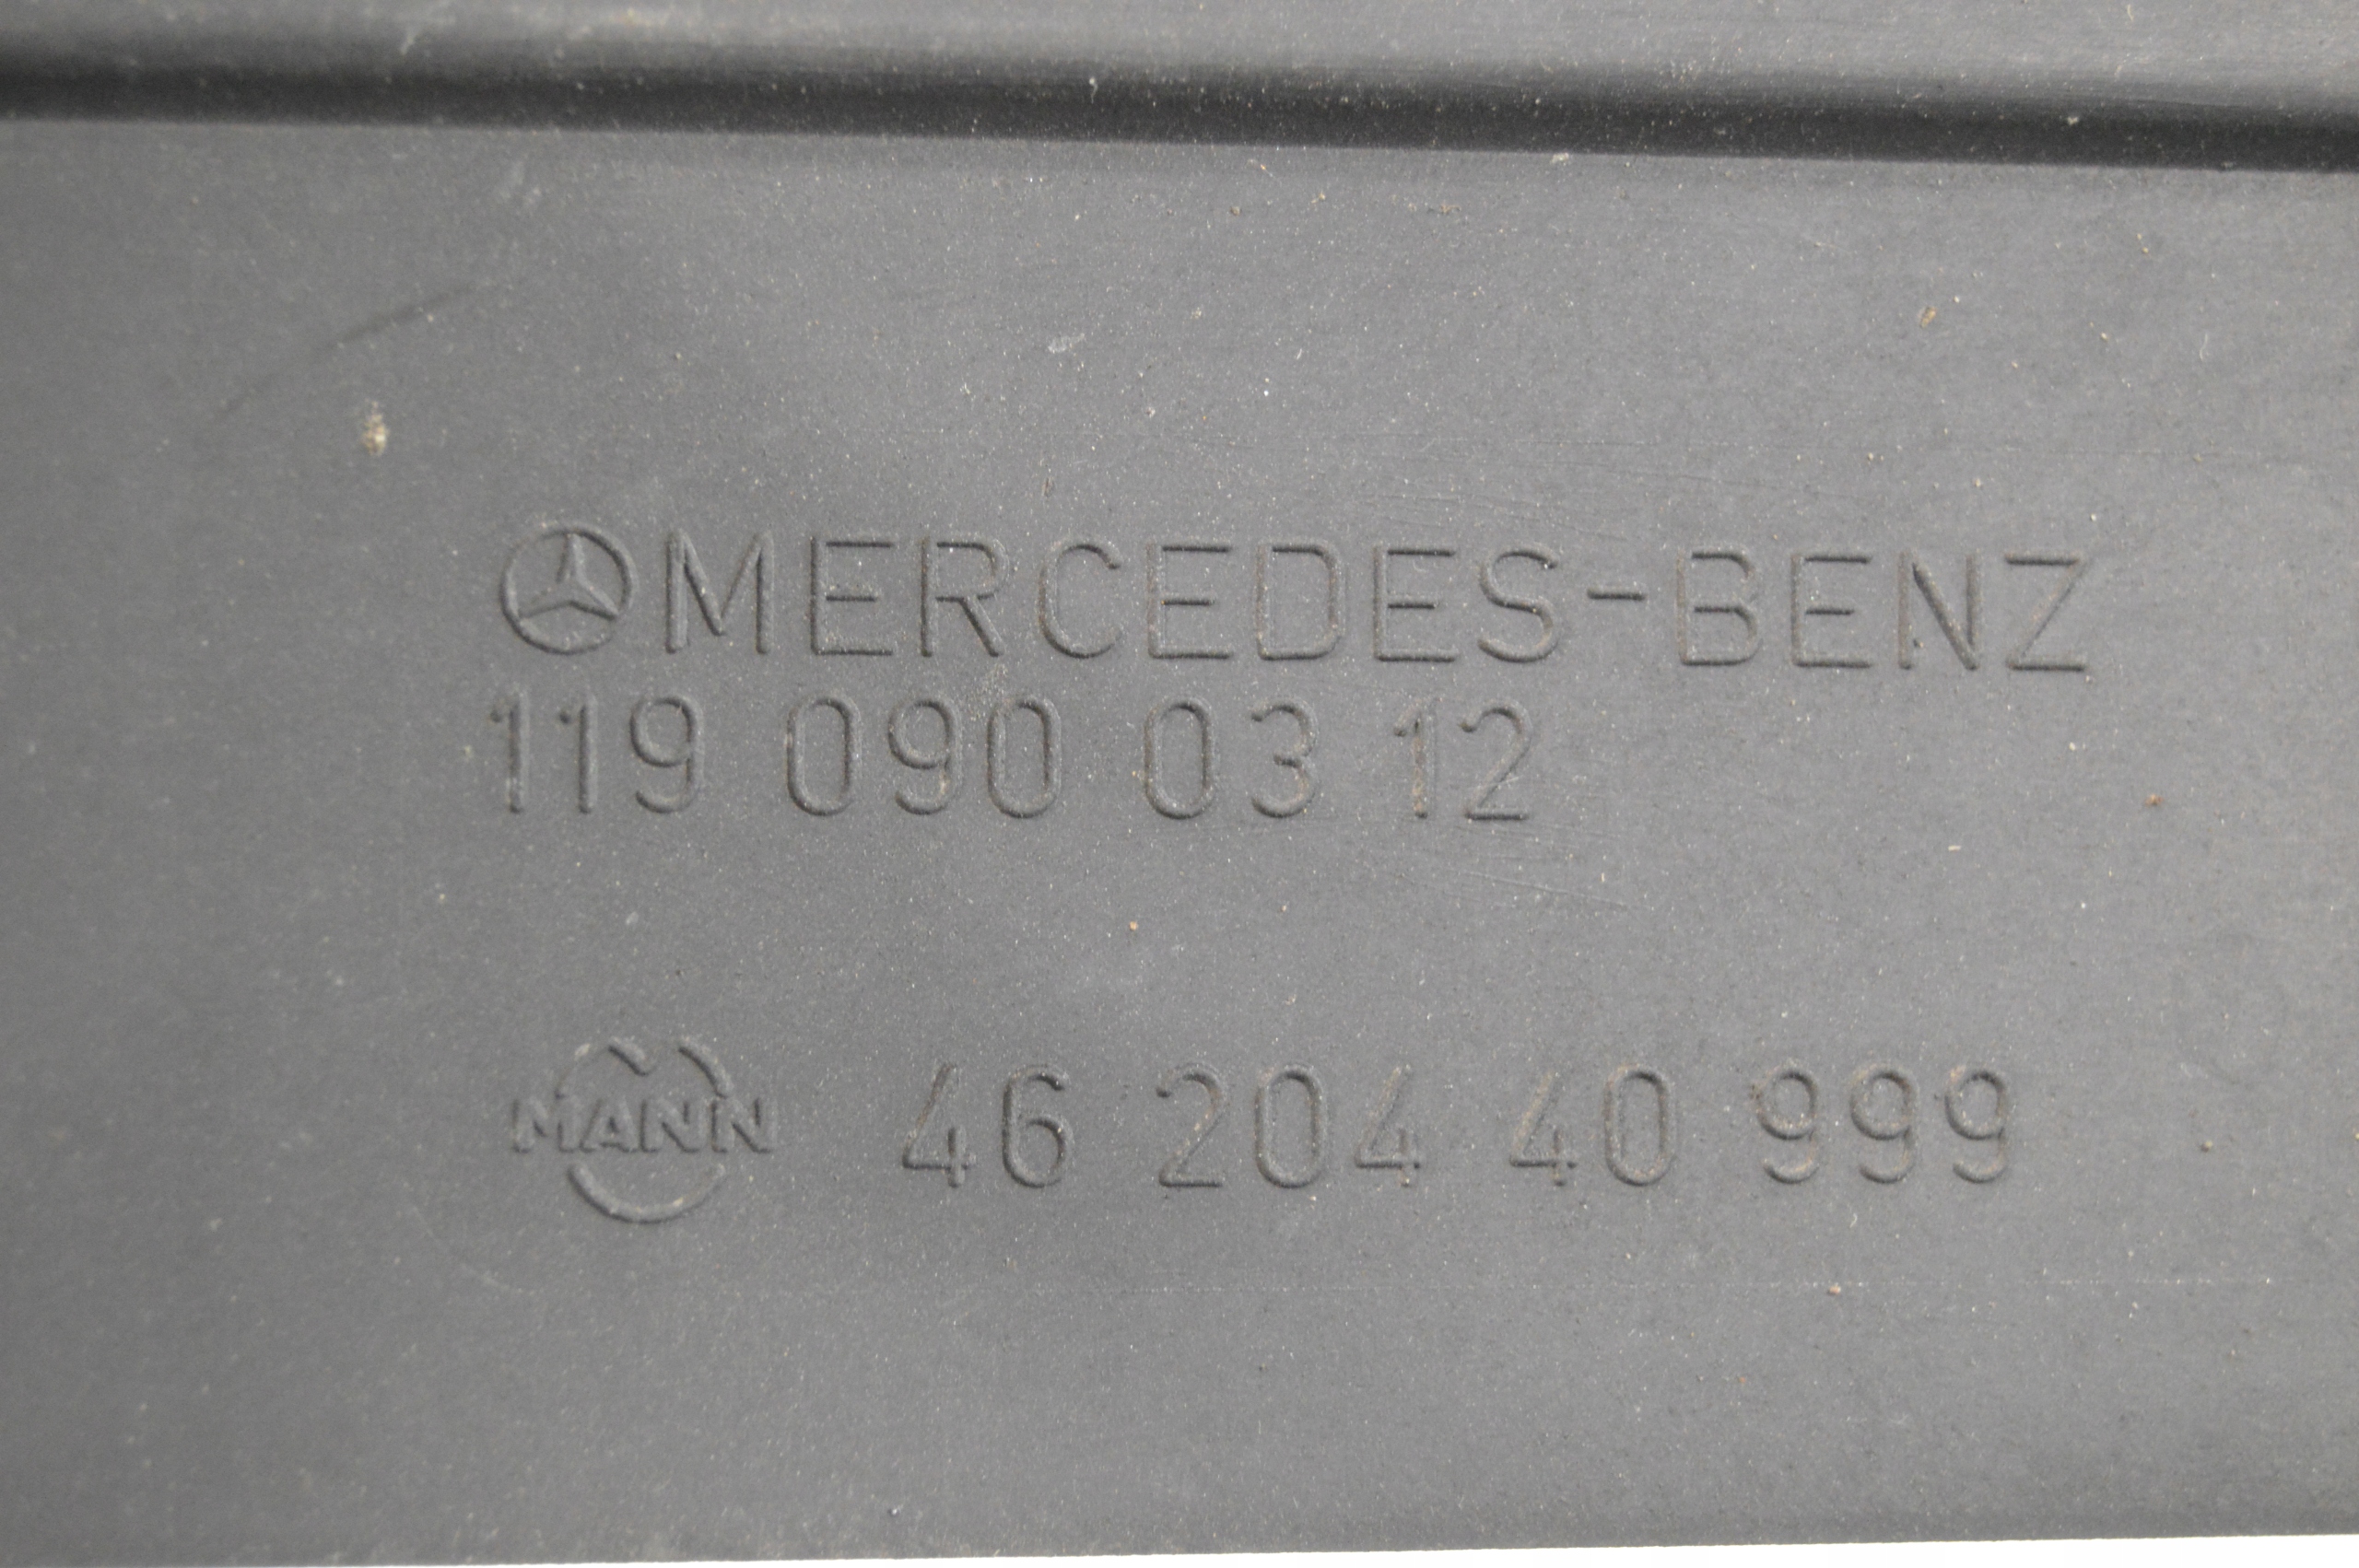 MERCEDES-BENZ
119 090 03 12
MANN 46 204 40 999